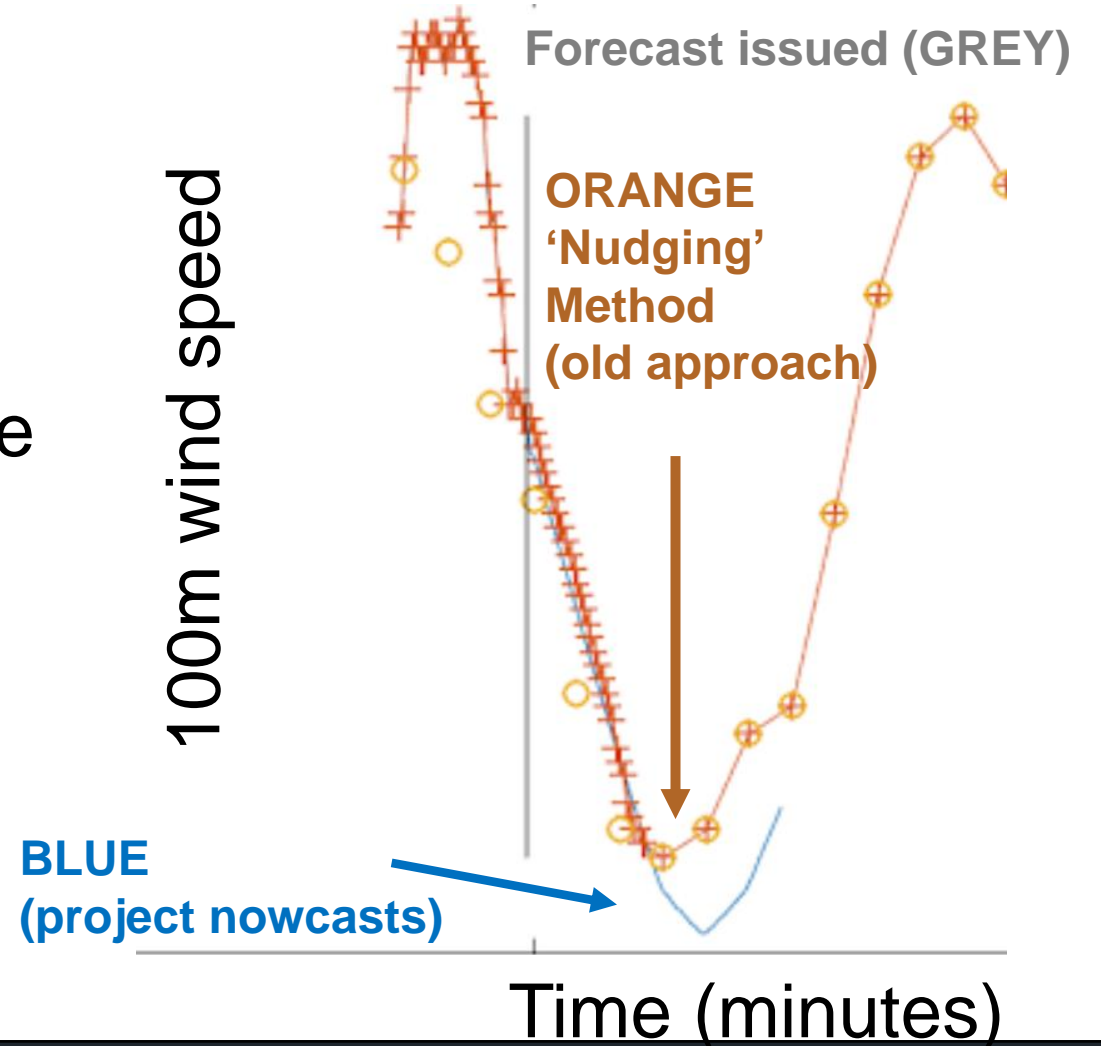 Forecast issued (GREY)
ORANGE
‘Nudging’
Method
(old approach)
100m wind speed
e
BLUE
(project nowcasts)
Time (minutes)